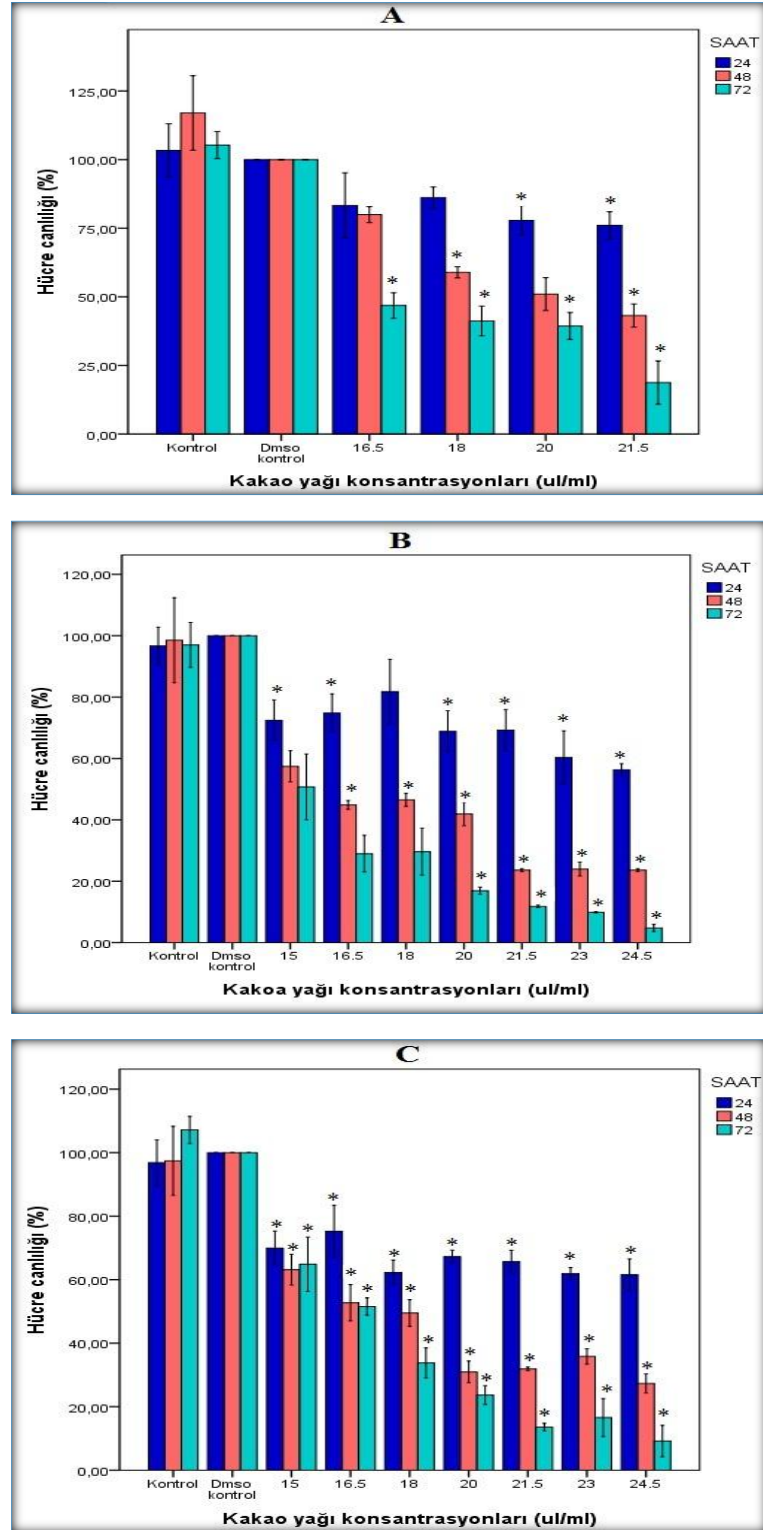 A
SAAT
24
48
72
125,00
100,00
75,00
50,00
25,00
0,00
Hücre canlılığı (%)
* * * * * * * * *
Kontrol Dmso kontrol 16.5 18 20 21.5
Kakao yağı konsantrasyonları (ul/ml)
B
SAAT
24
48
72
120,00
100,00
80,00
60,00
40,00
20,00
0,00
Hücre canlılığı (%)
* * * * * * * * * * * * * * * *
Kontrol Dmso kontrol 15 16.5 18 20 21.5 23 24.5
Kakoa yağı konsantrasyonları (ul/ml)
C
SAAT
24
48
72
120,00
100,00
80,00
60,00
40,00
20,00
0,00
Hücre canlılığı (%)
* * * * * * * * * * * * * * * * * * * * *
Kontrol Dmso kontrol 15 16.5 18 20 21.5 23 24.5
Kakao yağı konsantrasyonları (ul/ml)